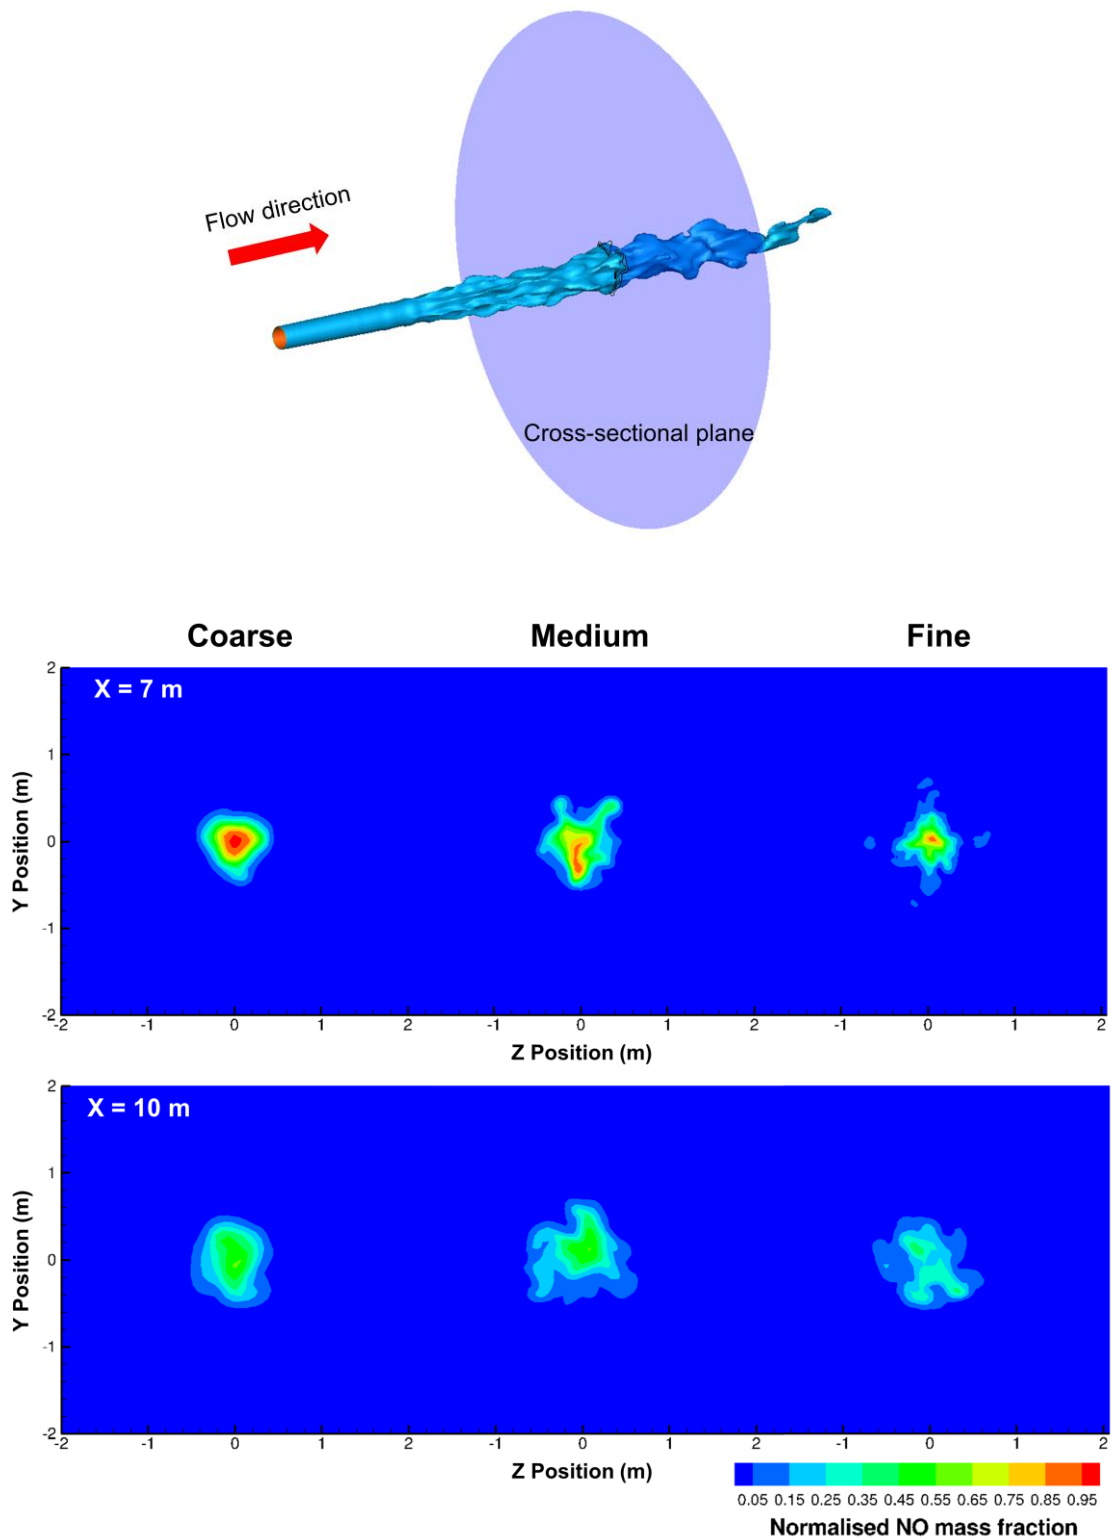 Flow direction
Cross-sectional plane
Coarse Medium Fine
X = 7 m
2
1
0
-1
-2
Y Position (m)
-2 -1 0 1 2 -1 0 1 2 -1 0 1 2
Z Position (m)
X = 10 m
2
1
0
-1
-2
Y Position (m)
-2 -1 0 1 2 -1 0 1 2 -1 0 1 2
Z Position (m)
0.05 0.15 0.25 0.35 0.45 0.55 0.65 0.75 0.85 0.95
Normalised NO mass fraction